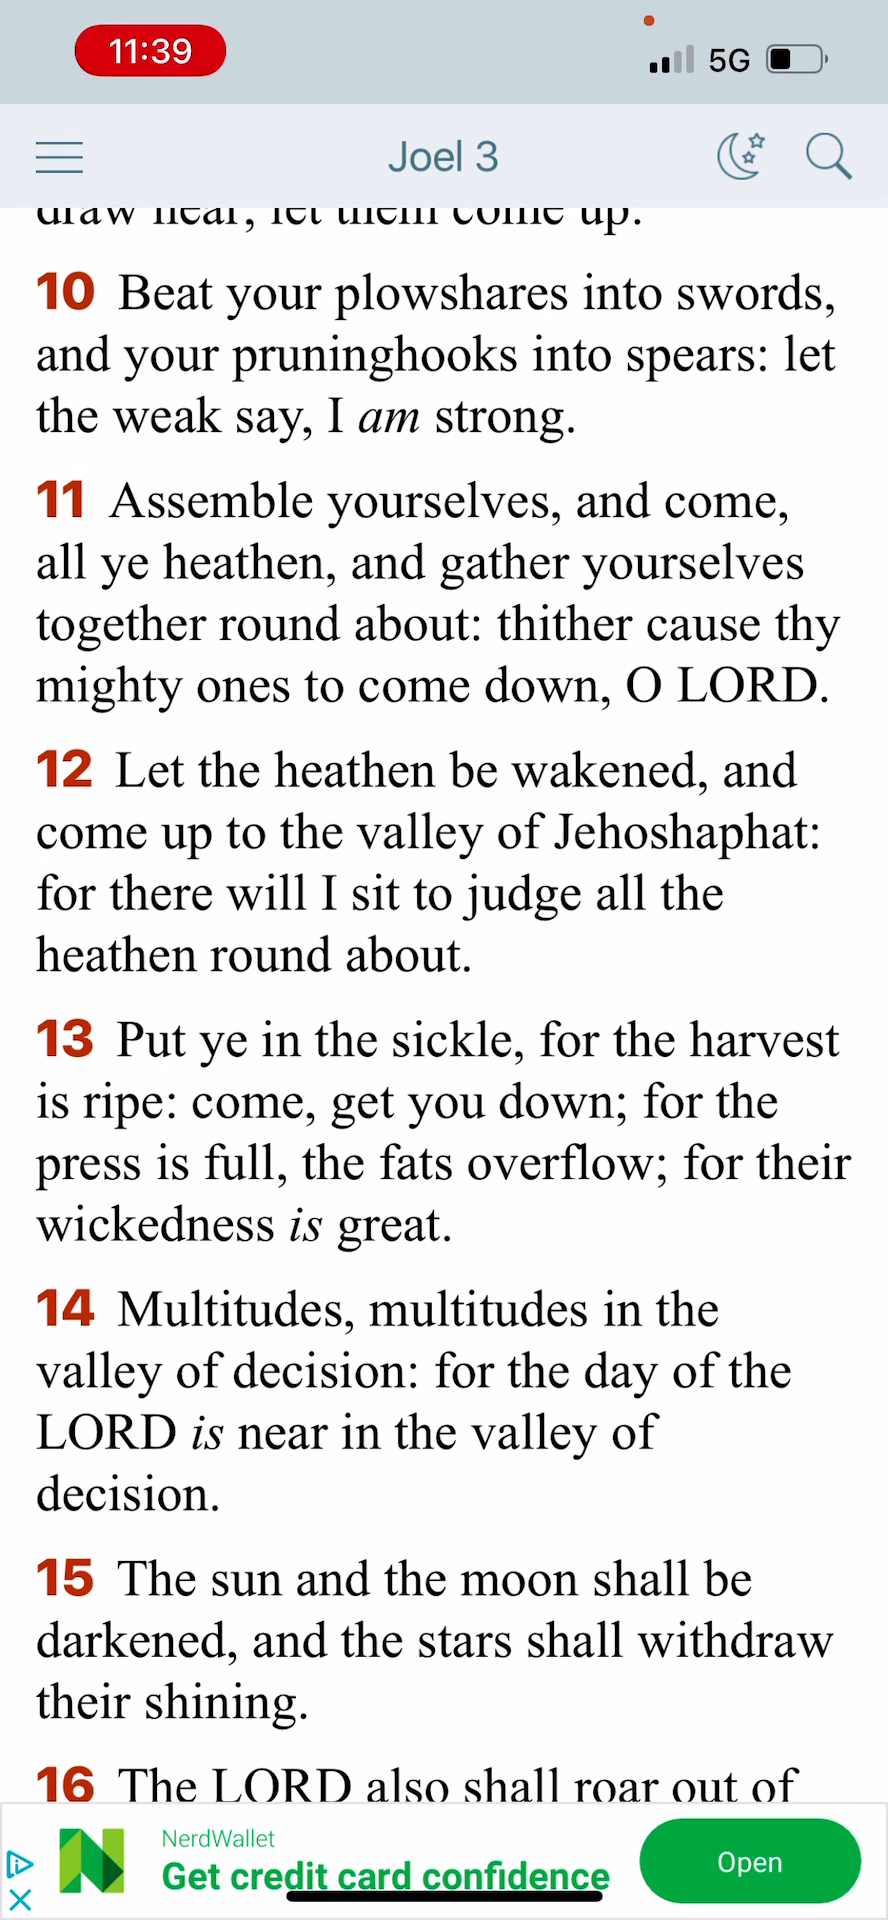 11:39
5G
Joel 3
draw near, let them come up.
10 Beat your plowshares into swords,
and your pruninghooks into spears: let
the weak say, I am strong.
11 Assemble yourselves, and come,
all ye heathen, and gather yourselves
together round about: thither cause thy
mighty ones to come down, O LORD.
12 Let the heathen be wakened, and
come up to the valley of Jehoshaphat:
for there will I sit to judge all the
heathen round about.
13 Put ye in the sickle, for the harvest
is ripe: come, get you down; for the
press is full, the fats overflow; for their
wickedness is great.
14 Multitudes, multitudes in the
valley of decision: for the day of the
LORD is near in the valley of
decision.
15 The sun and the moon shall be
darkened, and the stars shall withdraw
their shining.
16 The LORD also shall roar out of
NerdWallet
Get credit card confidence
Open